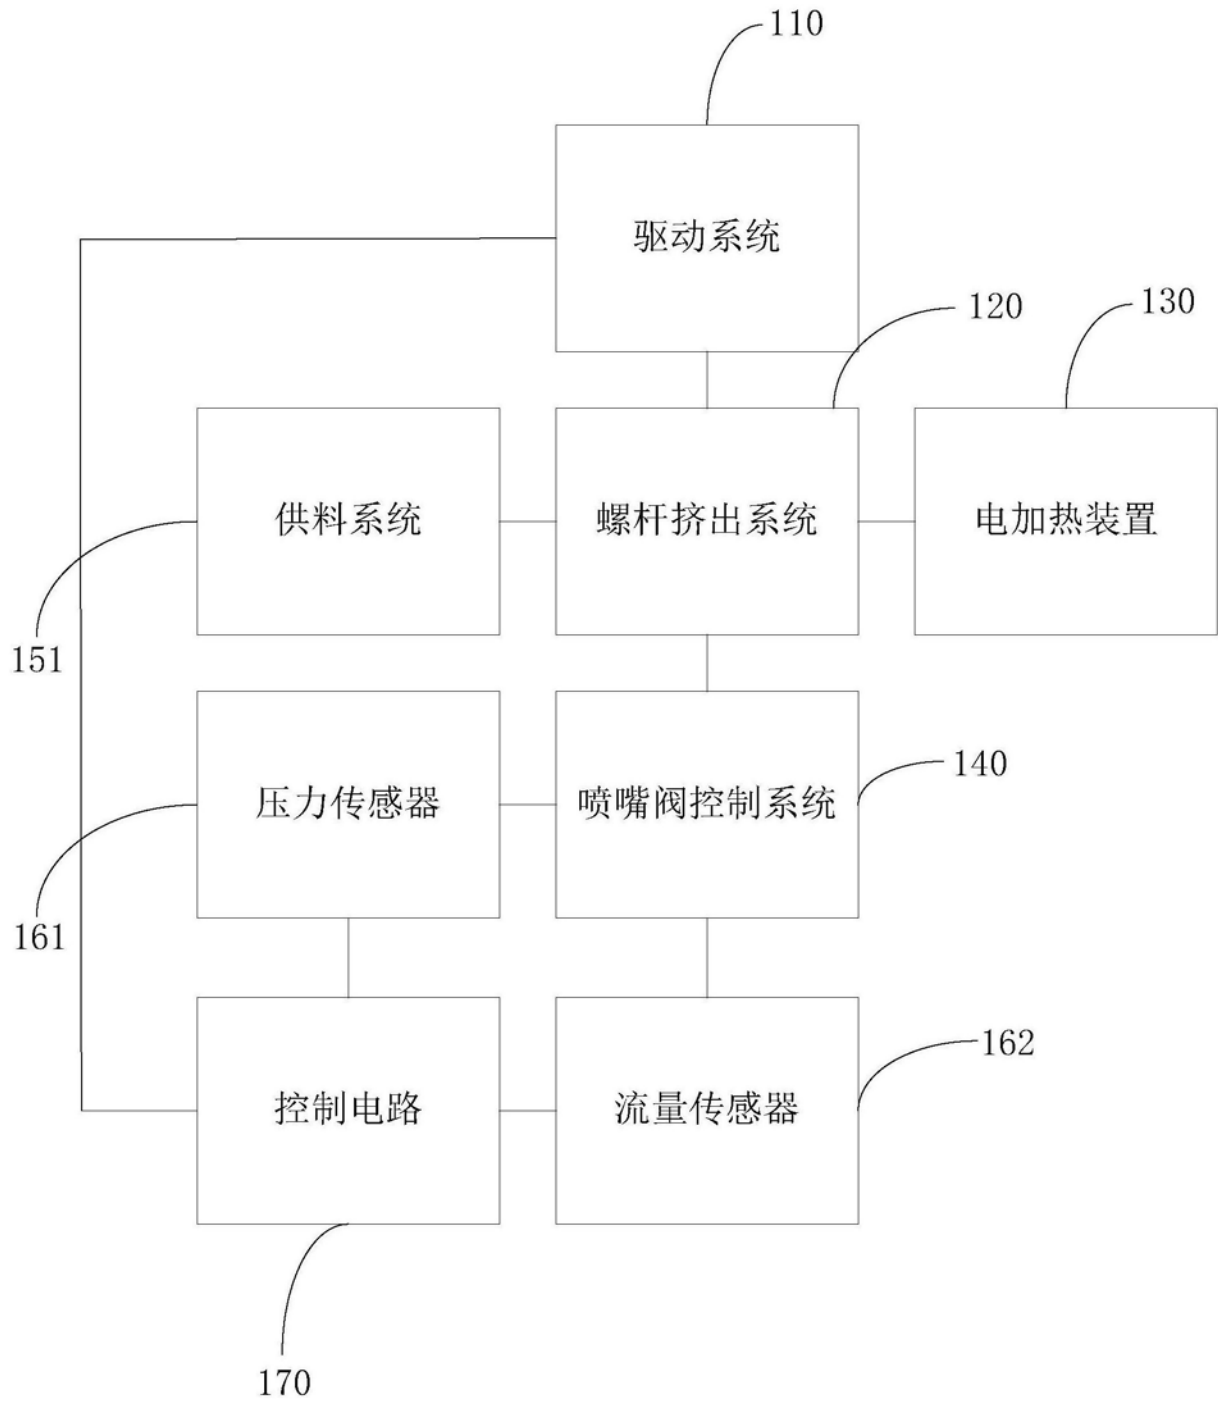 110
驱动系统
120
130
供料系统
螺杆挤出系统
电加热装置
151
压力传感器
喷嘴阀控制系统
140
161
控制电路
流量传感器
162
170